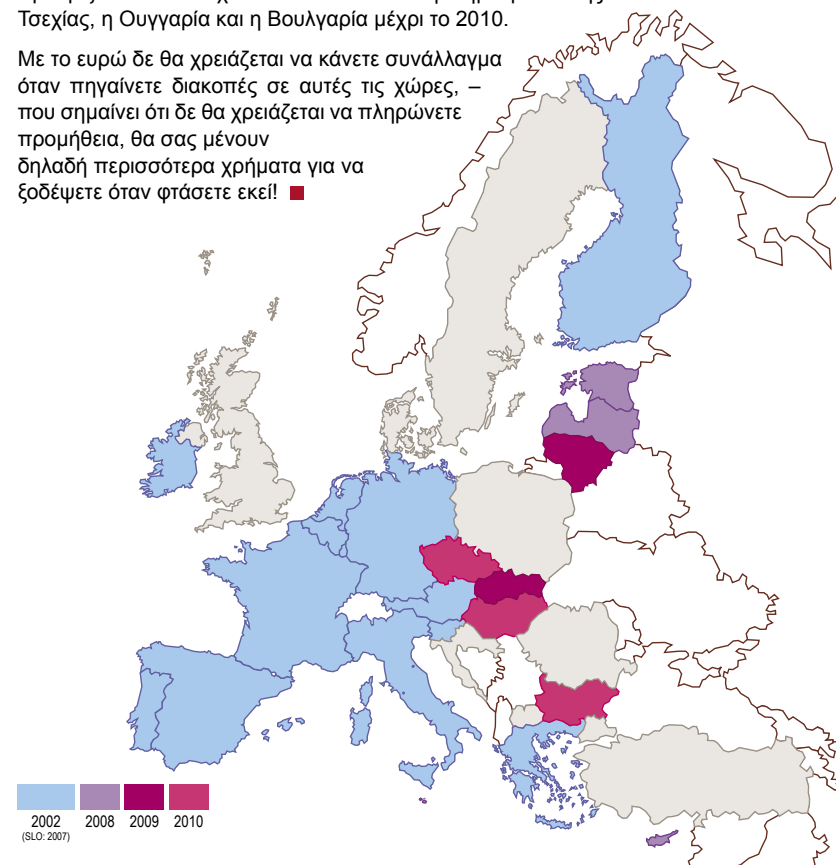 Τσεχίας, η Ουγγαρία και η Βουλγαρία μέχρι το 2010.
Με το ευρώ δε θα χρειάζεται να κάνετε συνάλλαγμα
όταν πηγαίνετε διακοπές σε αυτές τις χώρες, –
που σημαίνει ότι δε θα χρειάζεται να πληρώνετε
προμήθεια, θα σας μένουν
δηλαδή περισσότερα χρήματα για να
ξοδέψετε όταν φτάσετε εκεί!
2002 2008 2009 2010
(SLO: 2007)